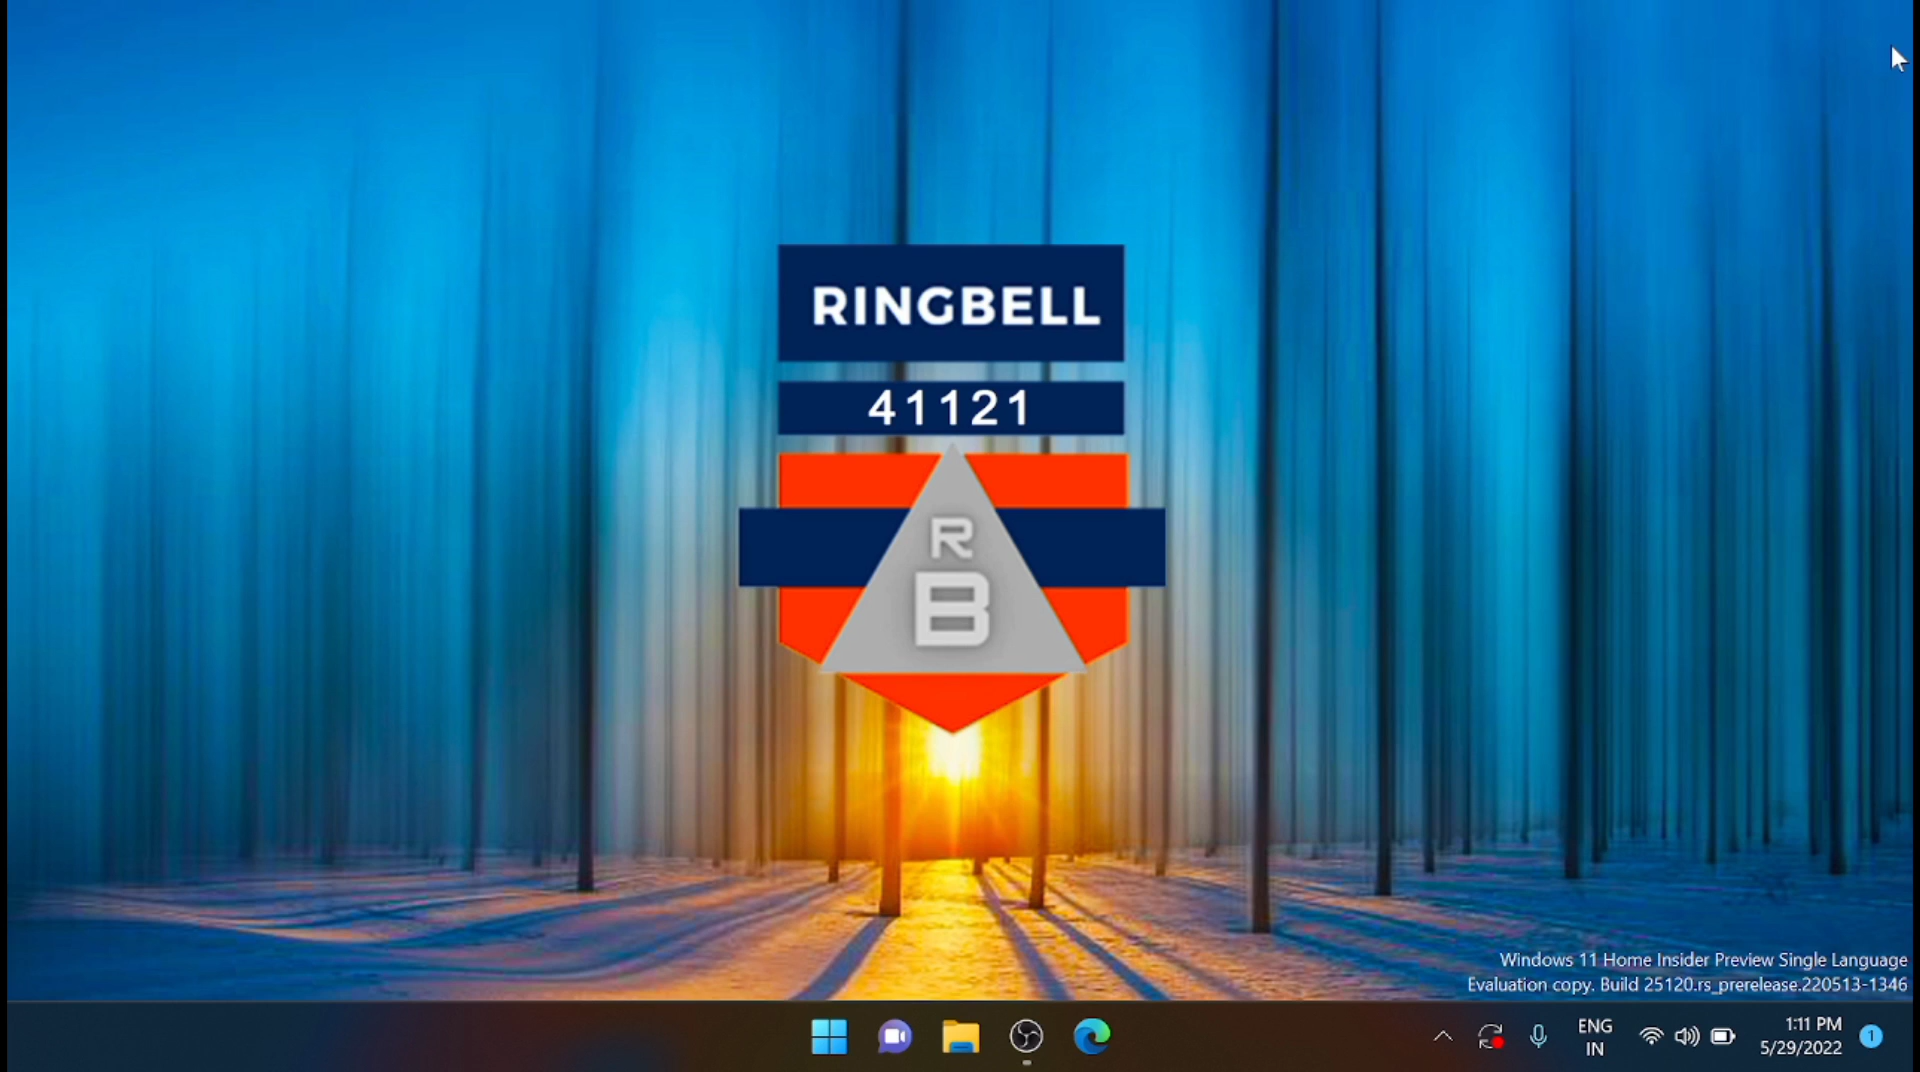 RINGBELL
41121
R
B
Windows 11 Home Insider Preview Single Language
Evaluation copy. Build 25120.rs_prerelease.220513-1346
ENG
IN
1:11 PM
5/29/2022
1